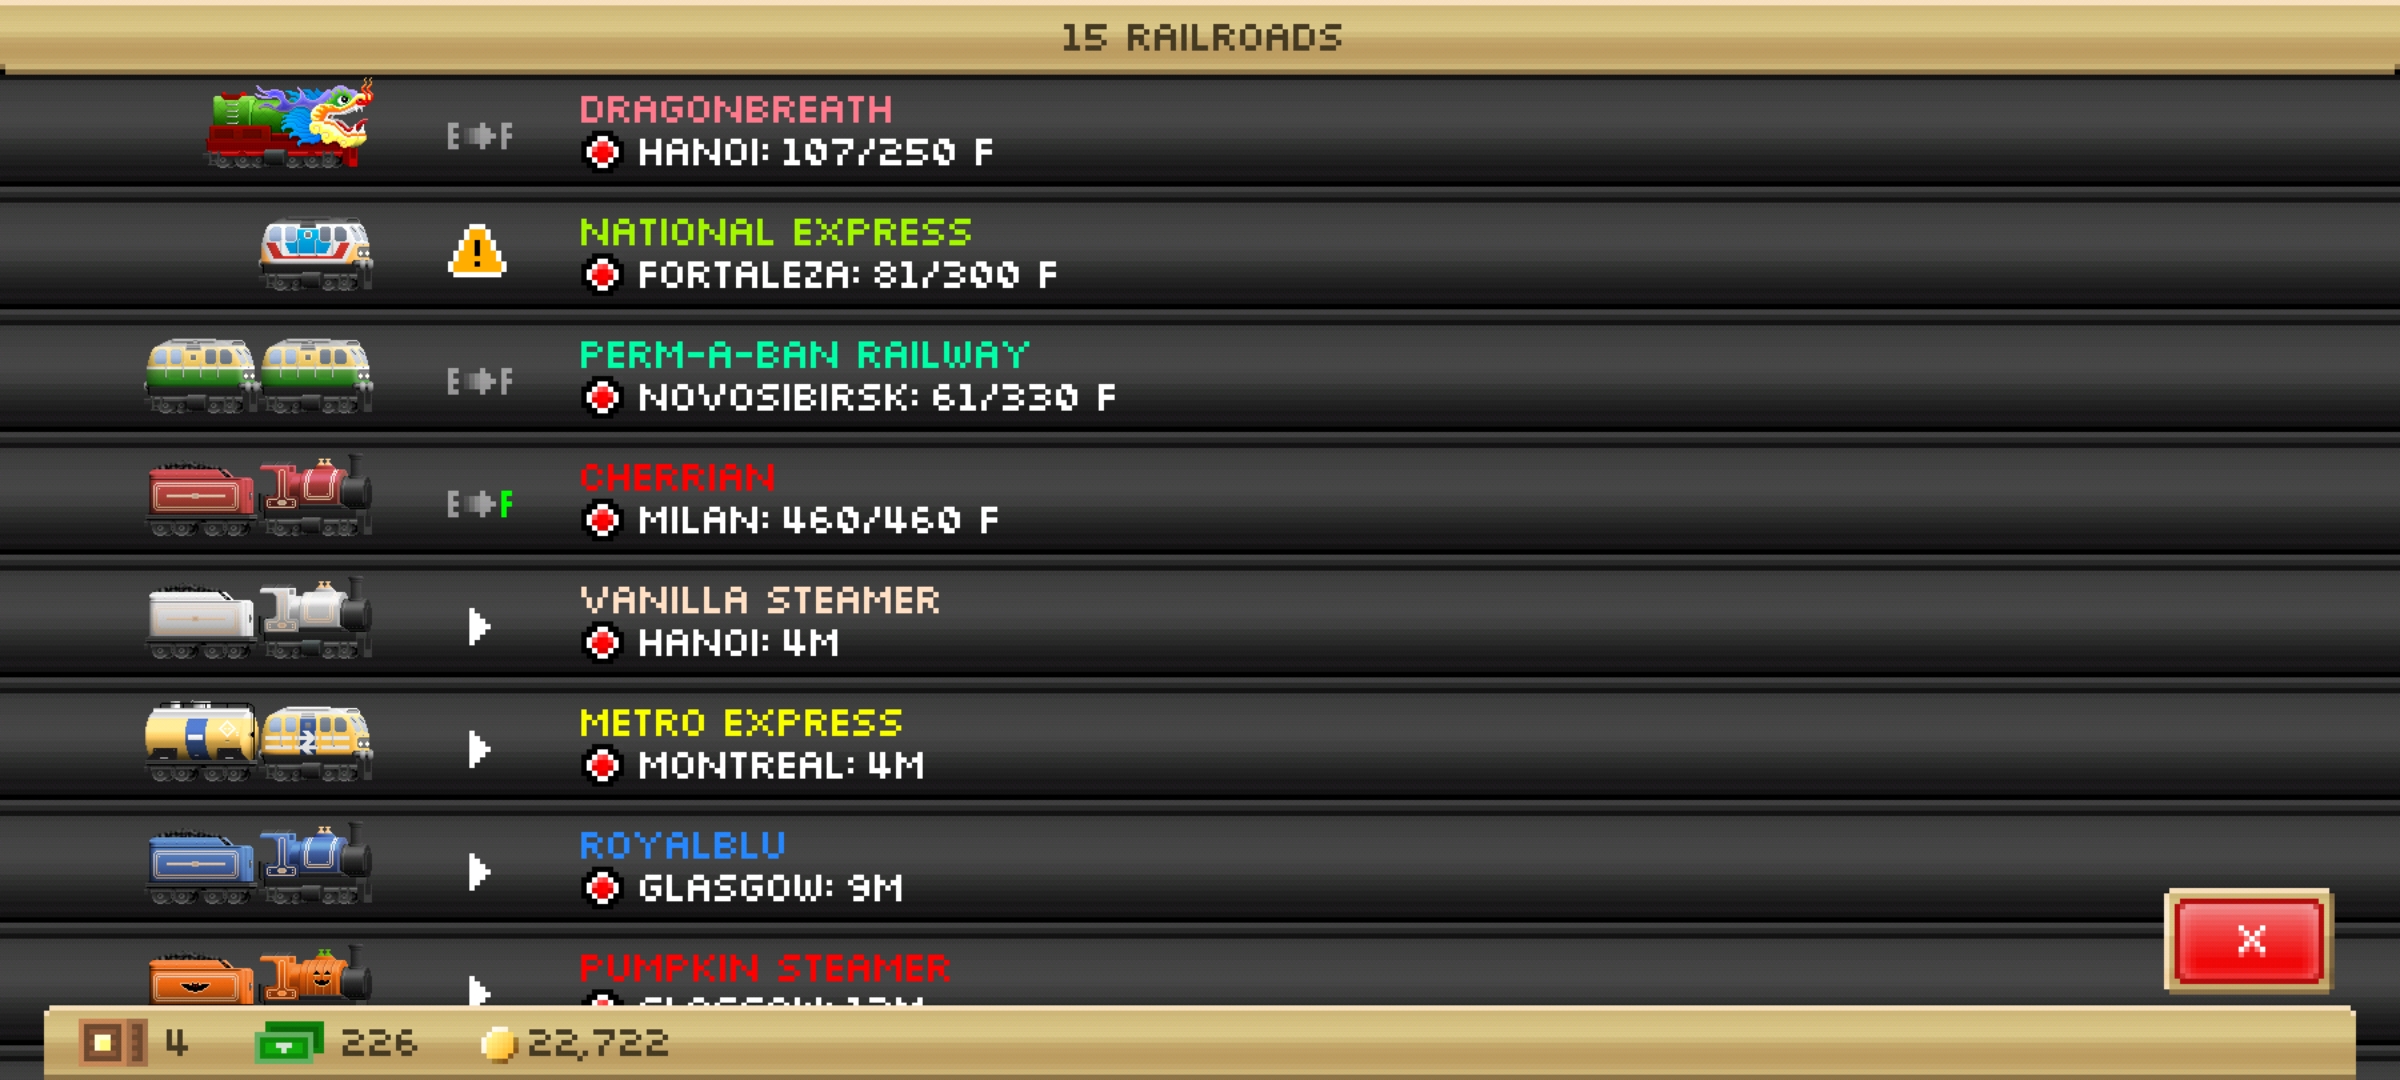 15 RAILROADS
DRAGONBREATH
E F
HANOI: 107/250 F
NATIONAL EXPRESS
!
FORTALEZA: 81/300 F
PERM-A-BAN RAILWAY
E F
NOVOSIBIRSK: 61/330 F
CHERRIAN
E F
MILAN: 460/460 F
VANILLA STEAMER
HANOI: 4M
METRO EXPRESS
MONTREAL: 4M
ROYALBLU
GLASGOW: 9M
X
PUMPKIN STEAMER
4 226 22,722